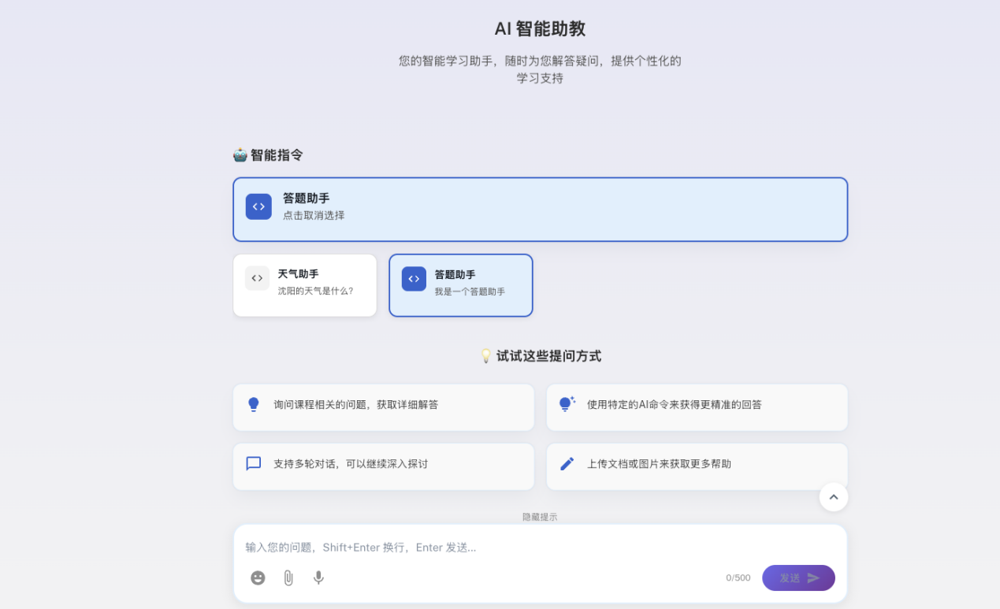 AI 智能助教
您的智能学习助手，随时为您解答疑问，提供个性化的
学习支持
智能指令
答题助手
点击取消选择
天气助手
沈阳的天气是什么?
答题助手
我是一个答题助手
试试这些提问方式
询问课程相关的问题，获取详细解答
使用特定的AI命令来获得更精准的回答
支持多轮对话，可以继续深入探讨
上传文档或图片来获取更多帮助
隐藏提示
输入您的问题，Shift+Enter 换行，Enter 发送...
0/500
发送